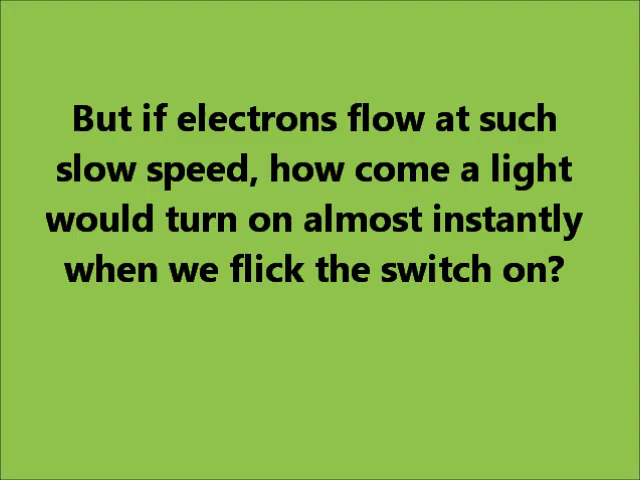 But if electrons flow at such
slow speed, how come a light
would turn on almost instantly
when we flick the switch on?